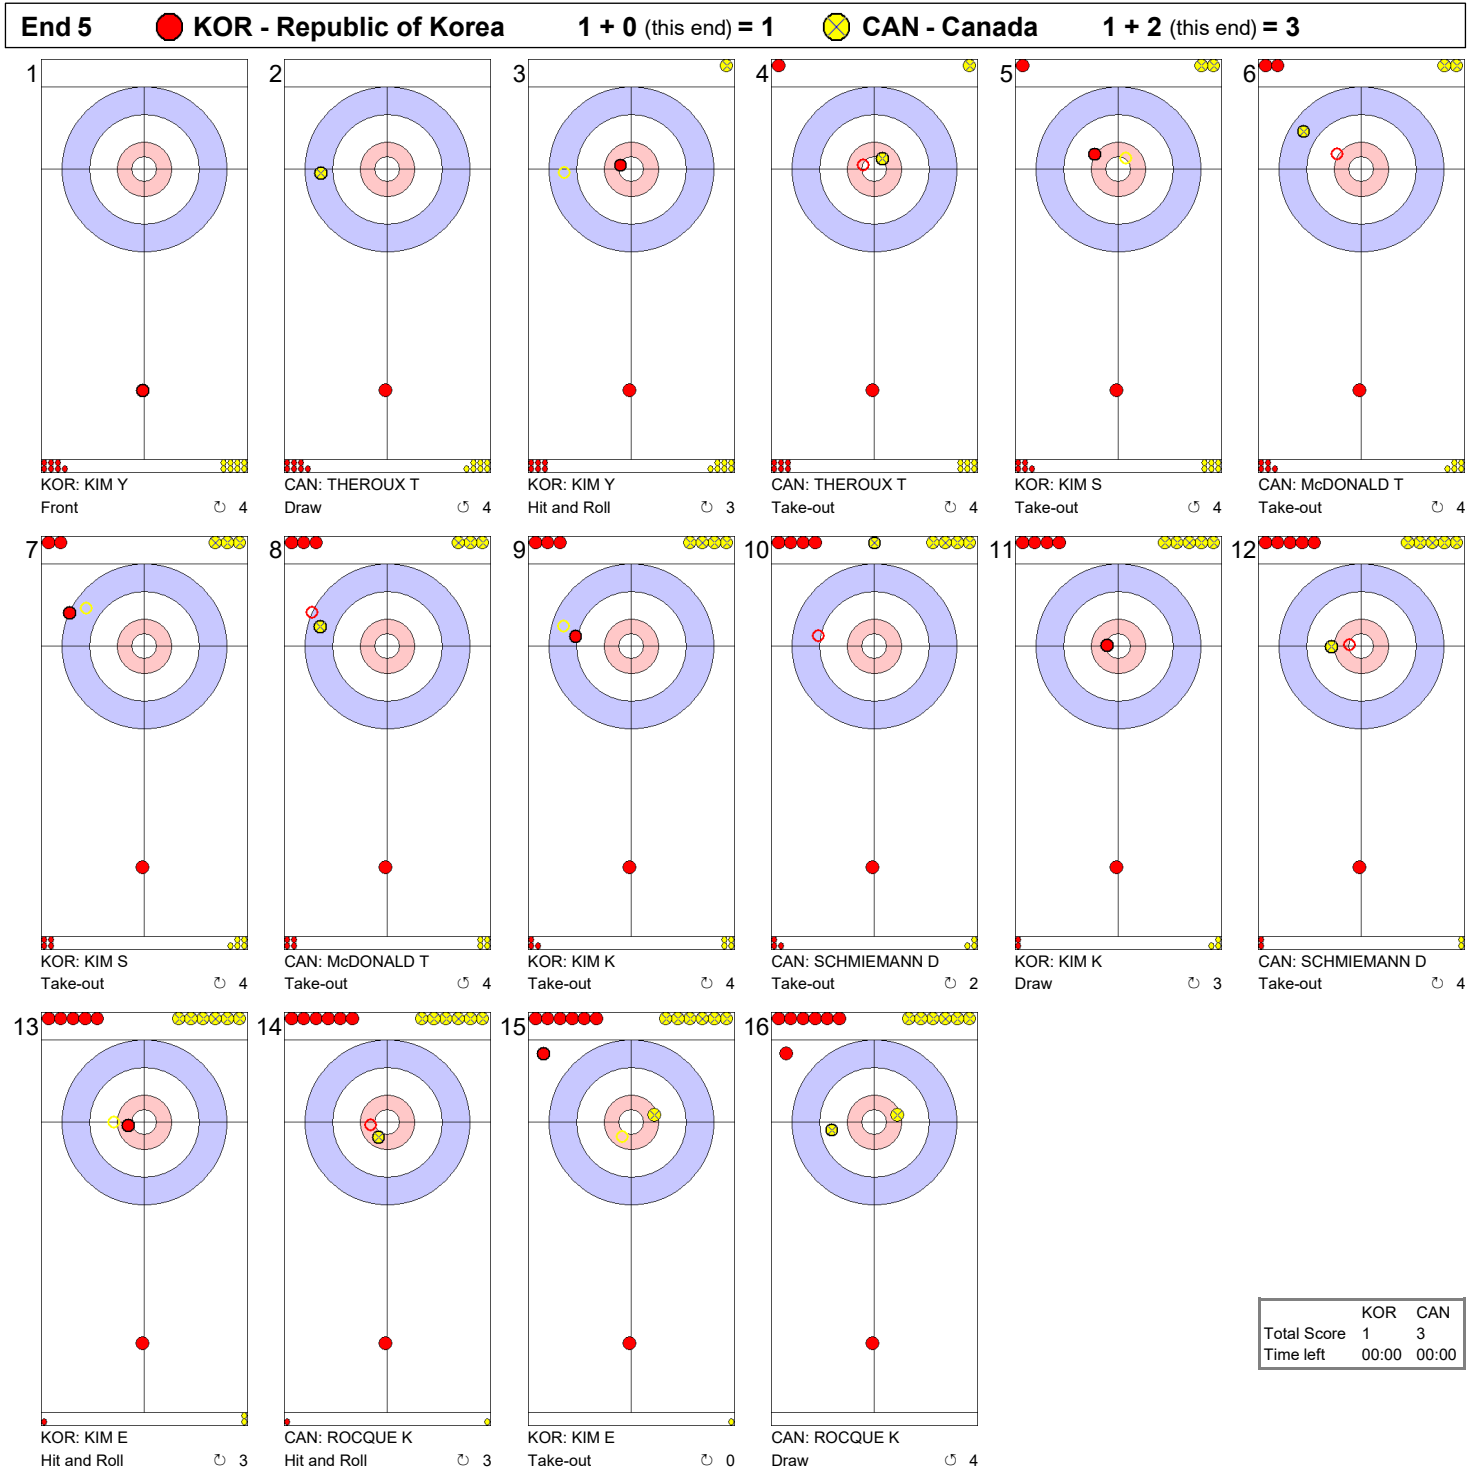 End 5 KOR - Republic of Korea 1 + 0 (this end) = 1 CAN - Canada 1 + 2 (this end) = 3
1 2 3 4 5 6
KOR: KIM Y CAN: THEROUX T KOR: KIM Y CAN: THEROUX T KOR: KIM S CAN: McDONALD T
Front ↻ 4 Draw ↺ 4 Hit and Roll ↻ 3 Take-out ↺ 4 Take-out ↺ 4 Take-out ↻ 4
7 8 9 10 11 12
KOR: KIM S CAN: McDONALD T KOR: KIM K CAN: SCHMIEMANN D KOR: KIM K CAN: SCHMIEMANN D
Take-out ↻ 4 Take-out ↺ 4 Take-out ↻ 4 Take-out ↻ 2 Draw ↻ 3 Take-out ↻ 4
13 14 15 16
KOR CAN
Total Score 1 3
Time left 00:00 00:00
KOR: KIM E CAN: ROCQUE K KOR: KIM E CAN: ROCQUE K
Hit and Roll ↻ 3 Hit and Roll ↻ 3 Take-out ↻ 0 Draw ↺ 4